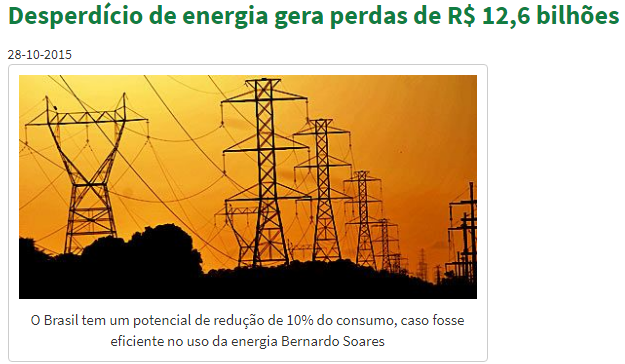 Desperdício de energia gera perdas de R$ 12,6 bilhões
28-10-2015
O Brasil tem um potencial de redução de 10% do consumo, caso fosse
eficiente no uso da energia Bernardo Soares